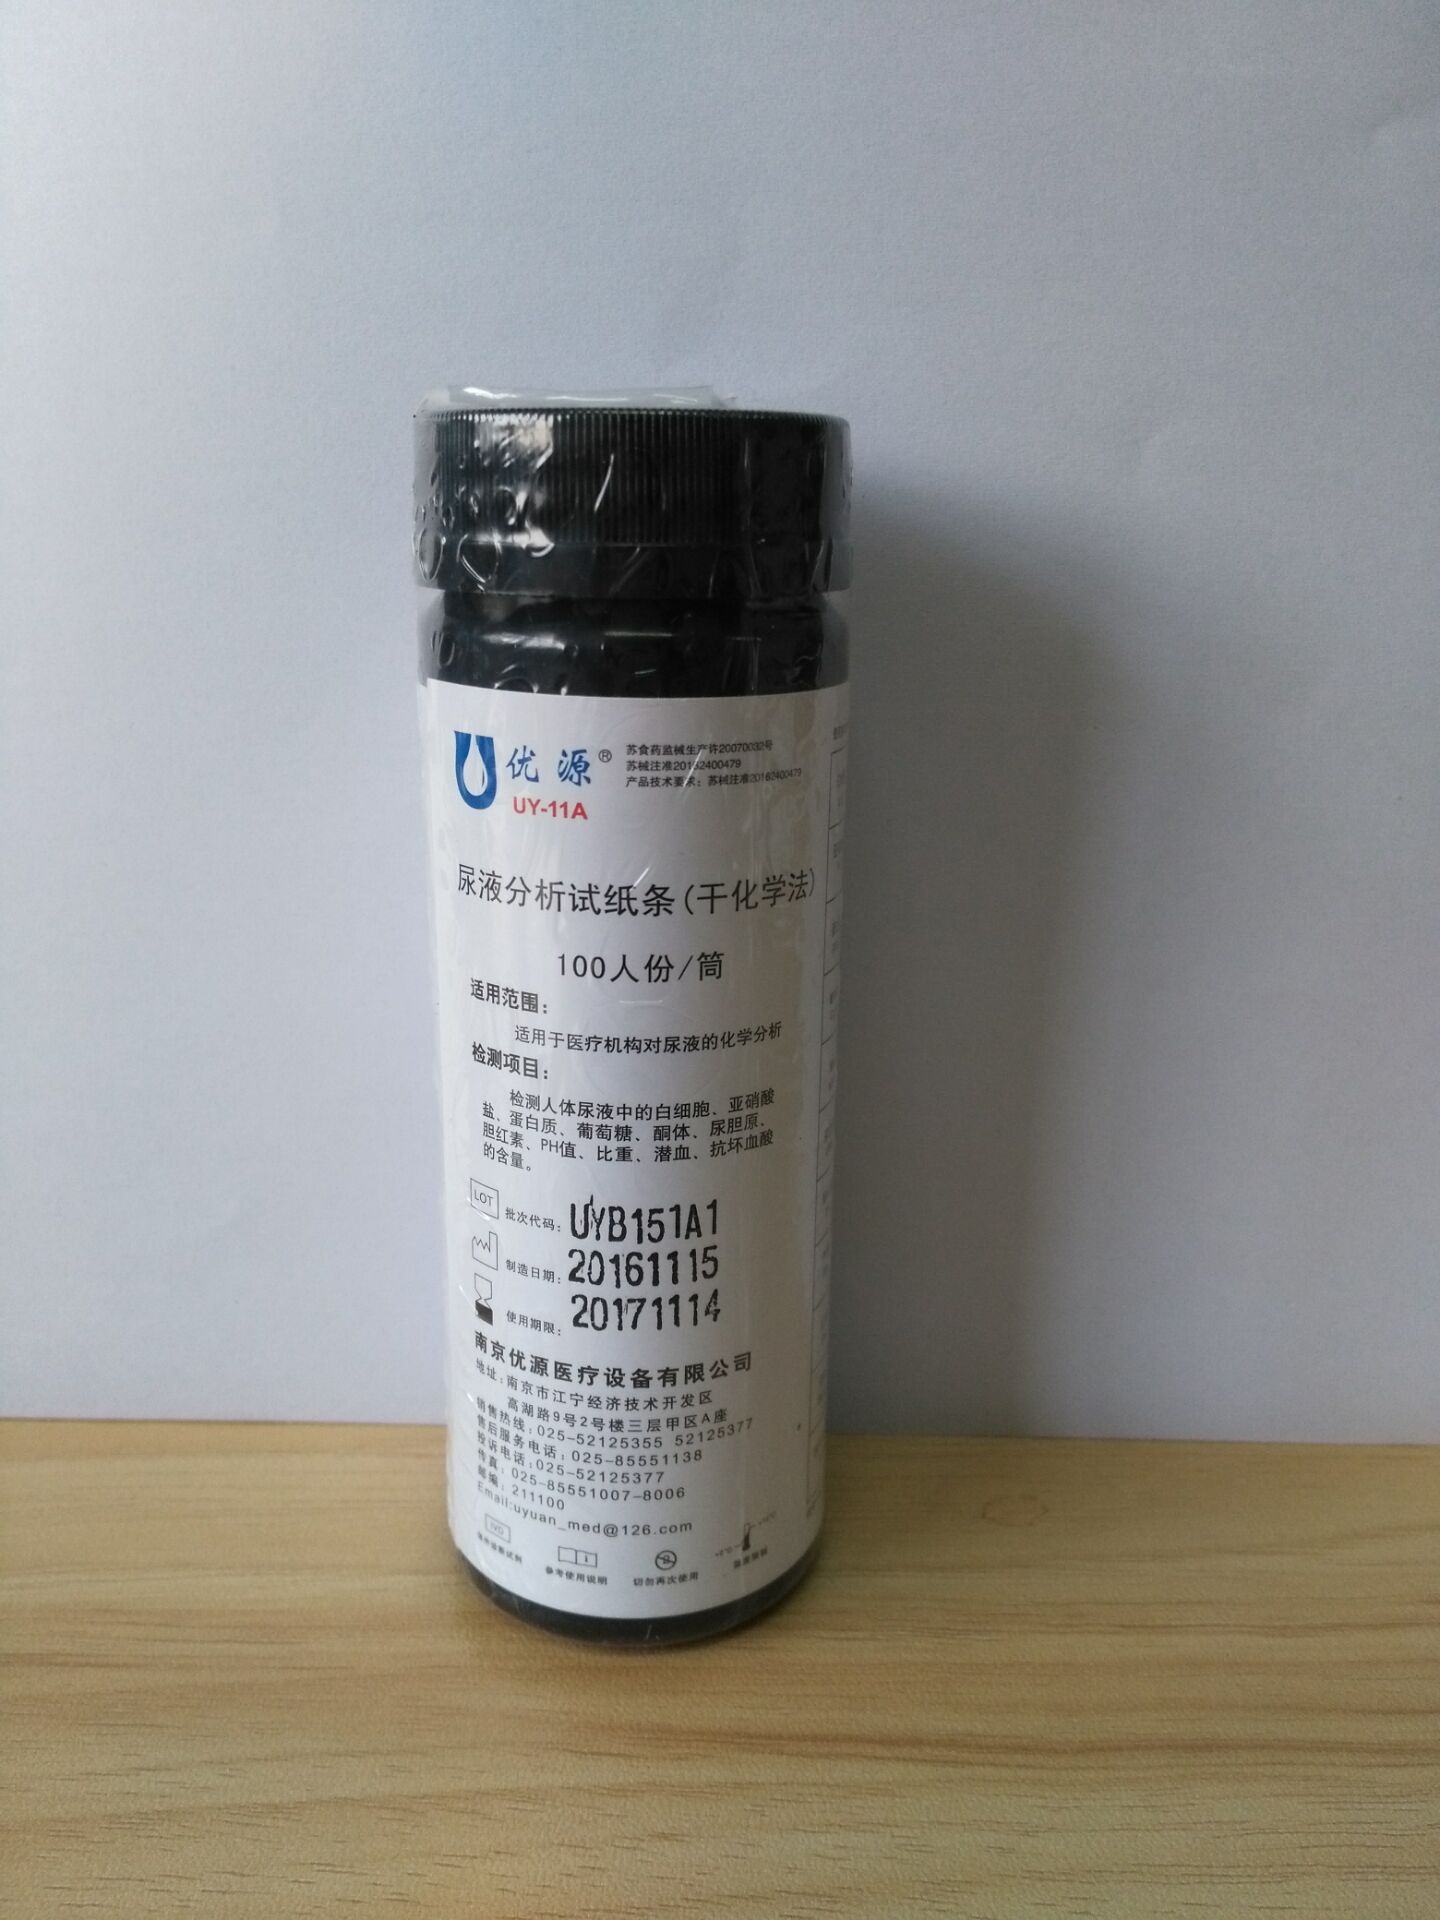 优源®
UY-11A
苏食药监械生产许20070032号
苏械注准20162400479
产品技术要求：苏械注准20162400479
尿液分析试纸条(干化学法)
100人份/筒
适用范围：
适用于医疗机构对尿液的化学分析
检测项目：
检测人体尿液中的白细胞、亚硝酸
盐、蛋白质、葡萄糖、酮体、尿胆原、
胆红素、PH值、比重、潜血、抗坏血酸
的含量。
LOT 批次代码：UYB151A1
制造日期：20161115
使用期限：20171114
南京优源医疗设备有限公司
地址：南京市江宁经济技术开发区
高湖路9号2号楼三层甲区A座
销售热线：025-52125355 52125377
售后服务电话：025-85551138
投诉电话：025-52125377
传真：025-85551007-8006
邮编：211100
Email:uyuan_med@126.com
IVD
体外诊断试剂
参考使用说明
2
切勿再次使用
温度限制